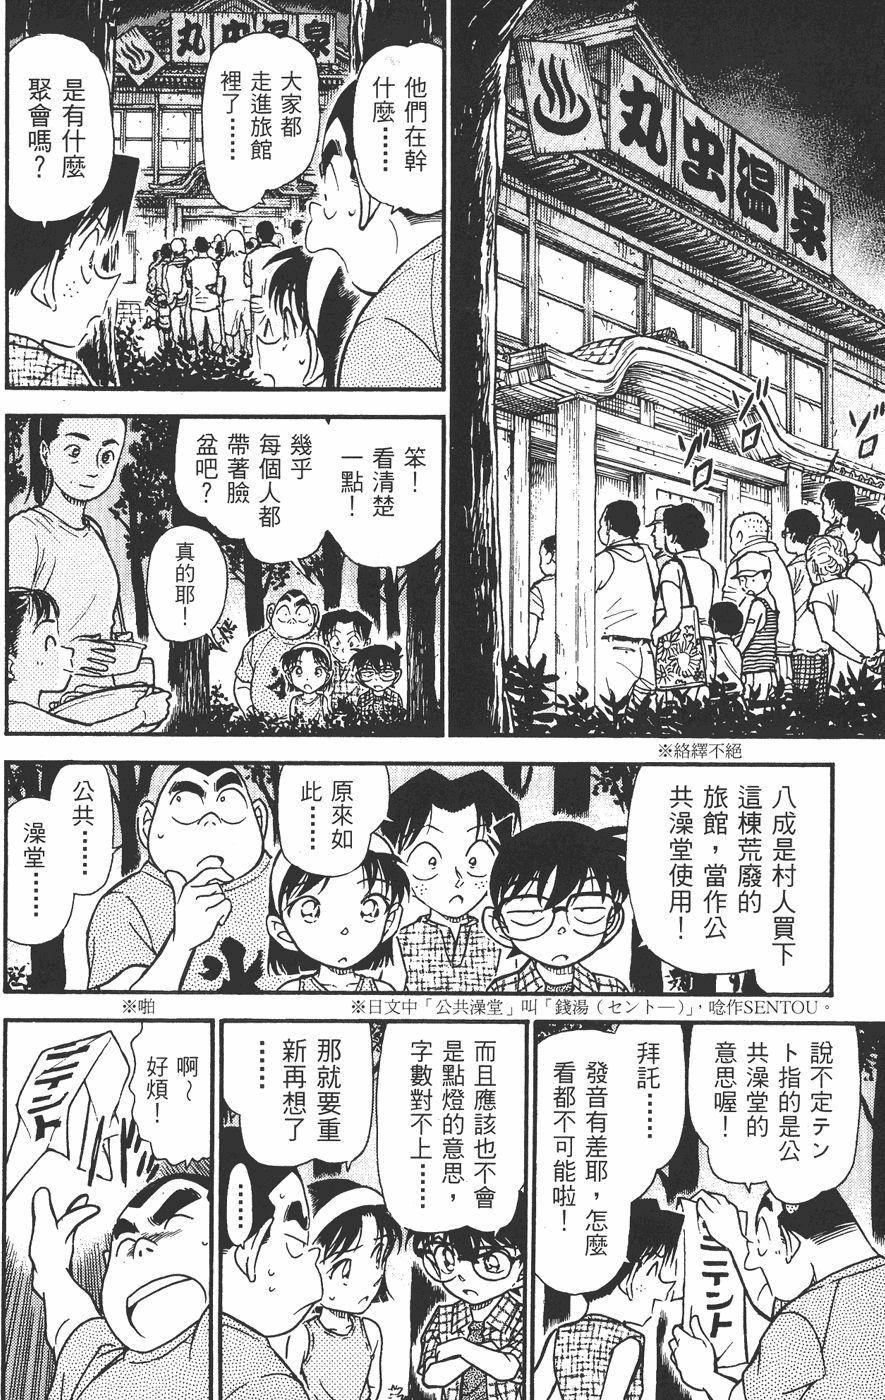 丸虫温泉
ゾロ
ゾロ
※絡繹不絕
他們在幹
什麼……
大家都
走進旅館
裡了……
是有什麼
聚會嗎？
丸虫温泉
笨！
看清楚
一點！
幾乎
每個人都
帶著臉
盆吧？
真的耶！
八成是村人買下
這棟荒廢的
旅館，當作公
共澡堂使用！
原來如
此……
公共……
澡堂……
※日文中「公共澡堂」叫「錢湯（セントー）」，唸作SENTOU。
※啪
說不定テン
ト指的是公
共澡堂的
意思喔！
拜託……
發音有差耶，怎麼
看都不可能啦！
ニテント
而且應該也不會
是點燈的意思，
字數對不上……
那就要重
新再想了
……
……
啊～
好煩！
ニテント